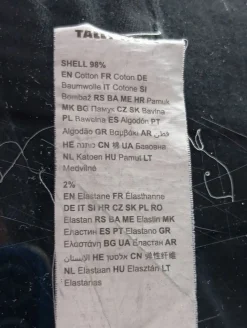 SHELL 98%
EN Cotton FR Coton DE
Baumwolle IT Cotone SI
Bombaž RS BA ME HR Pamuk
MK BG Памук CZ SK Bavlna
PL Bawełna ES Algodón PT
Algodão GR Βαμβάκι AR قطن
HE כותנה CN 棉 UA Бавовна
NL Katoen HU Pamut LT
Medvilnė
2%
EN Elastane FR Élasthanne
DE IT SI HR CZ SK PL RO
Elastan RS BA ME Elastin MK
Еластин ES PT Elastano GR
Ελαστάνη BG UA Еластан AR
الإيلاستان HE אלסטן CN 弹性纤维
NL Elastaan HU Elasztán LT
Elastanas